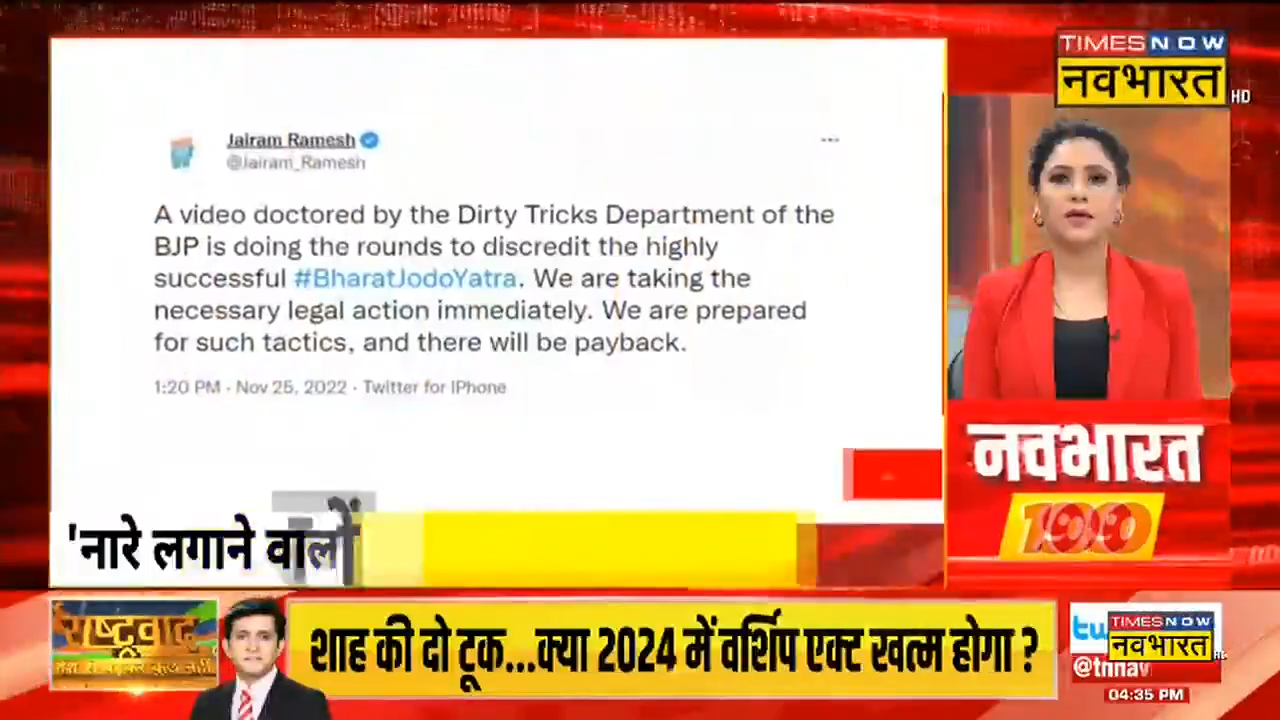 TIMES NOW
नवभारत
HD
Jairam Ramesh
@Jairam_Ramesh
A video doctored by the Dirty Tricks Department of the
BJP is doing the rounds to discredit the highly
successful #BharatJodoYatra. We are taking the
necessary legal action immediately. We are prepared
for such tactics, and there will be payback.
1:20 PM · Nov 25, 2022 · Twitter for iPhone
नवभारत
100
'नारे लगाने वालों
राष्ट्रवाद
शाह की दो टूक...क्या 2024 में वर्शिप एक्ट खत्म होगा ?
TIMES NOW
नवभारत
@tnnav
04:35 PM